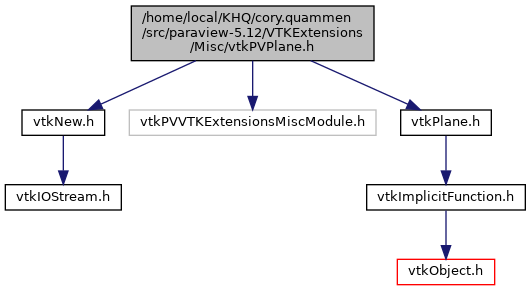 /home/local/KHQ/cory.quammen
/src/paraview-5.12/VTKExtensions
/Misc/vtkPVPlane.h
vtkNew.h
vtkPVVTKExtensionsMiscModule.h
vtkPlane.h
vtkIOStream.h
vtkImplicitFunction.h
vtkObject.h